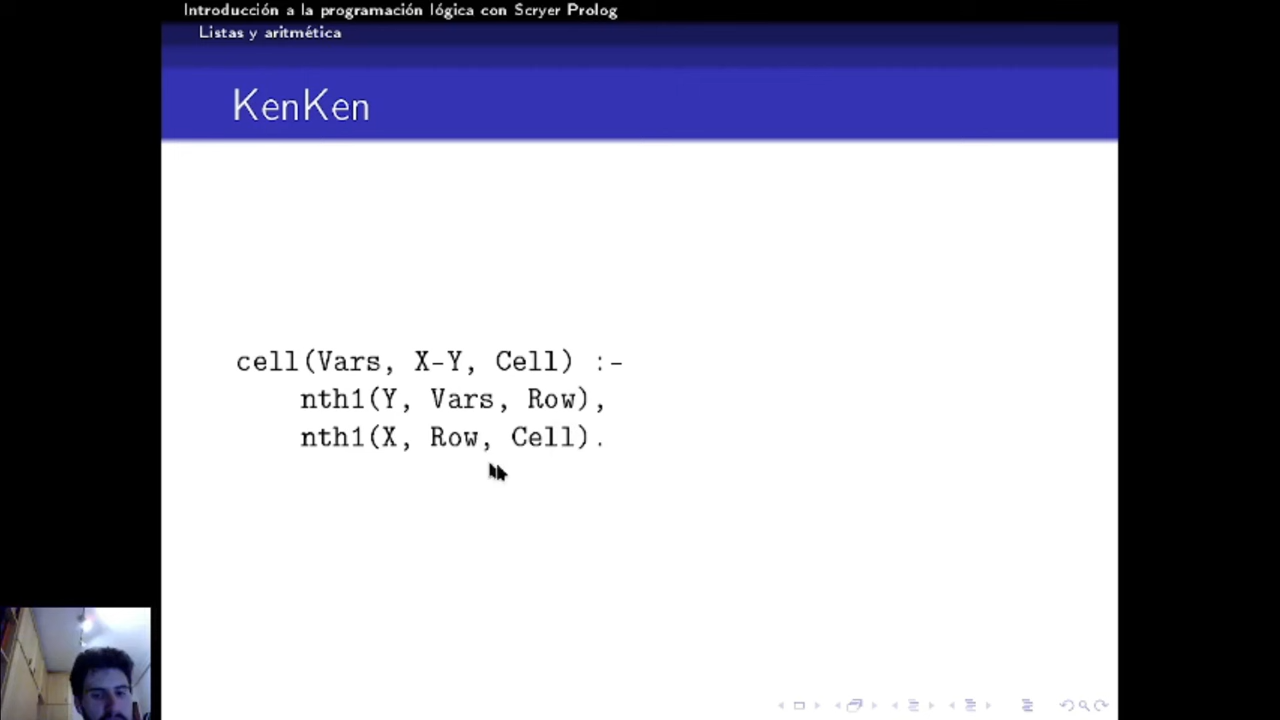 Introducción a la programación lógica con Scryer Prolog
Listas y aritmética
KenKen
cell(Vars, X-Y, Cell) :-
nth1(Y, Vars, Row),
nth1(X, Row, Cell).